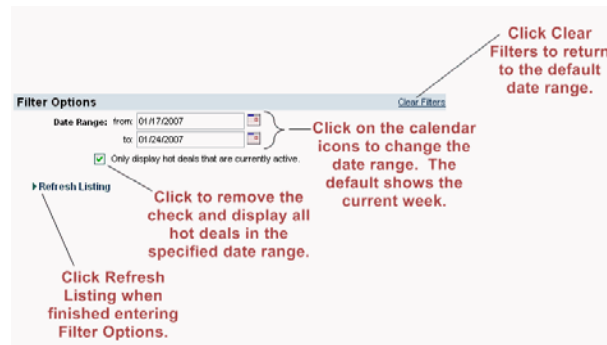 Click Clear
Filters to return
to the default
date range.
Filter Options
Clear Filters
Date Range: from: 01/17/2007
to: 01/24/2007
Click on the calendar
icons to change the
date range. The
default shows the
current week.
Only display hot deals that are currently active.
Refresh Listing
Click to remove the
check and display all
hot deals in the
specified date range.
Click Refresh
Listing when
finished entering
Filter Options.